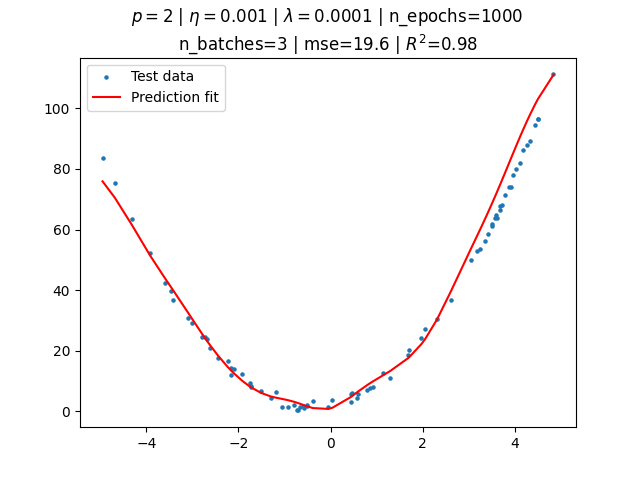 p = 2 | η = 0.001 | λ = 0.0001 | n_epochs=1000
n_batches=3 | mse=19.6 | R²=0.98
Test data
Prediction fit
100
80
60
40
20
0
−4 −2 0 2 4